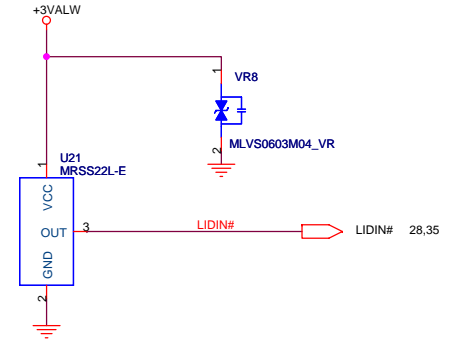 +3VALW
1
VR8
MLVS0603M04_VR
2
U21
MRSS22L-E
1
VCC
OUT
3
LIDIN#
LIDIN# 28,35
GND
2